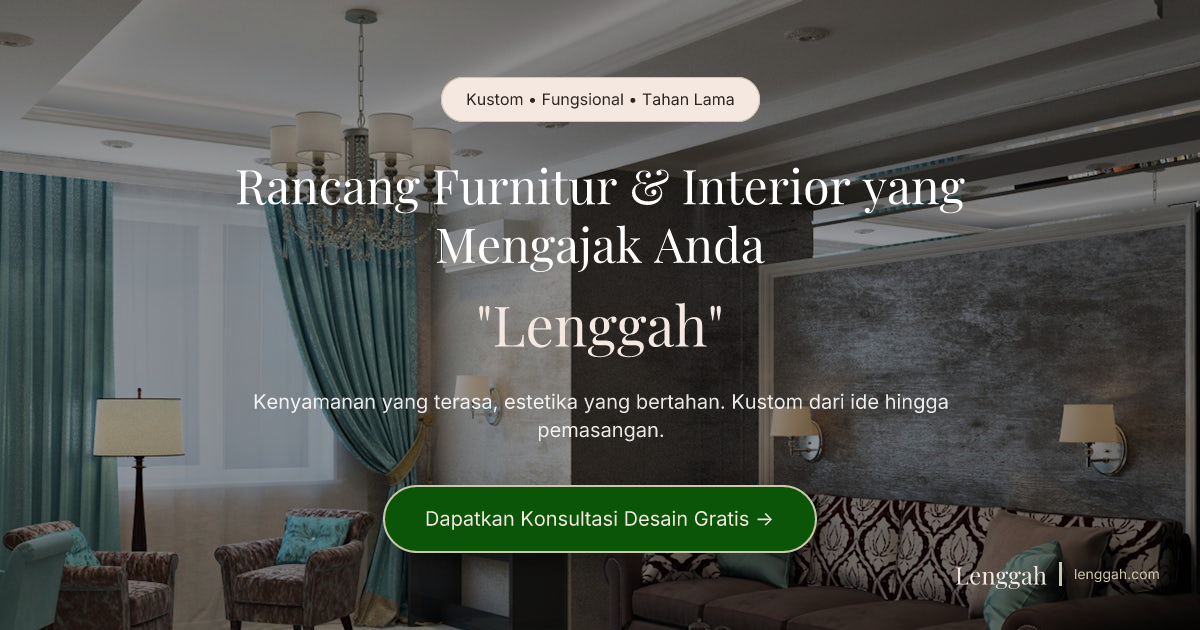 Kustom • Fungsional • Tahan Lama
Rancang Furnitur & Interior yang
Mengajak Anda
"Lenggah"
Kenyamanan yang terasa, estetika yang bertahan. Kustom dari ide hingga
pemasangan.
Dapatkan Konsultasi Desain Gratis →
Lenggah | lenggah.com